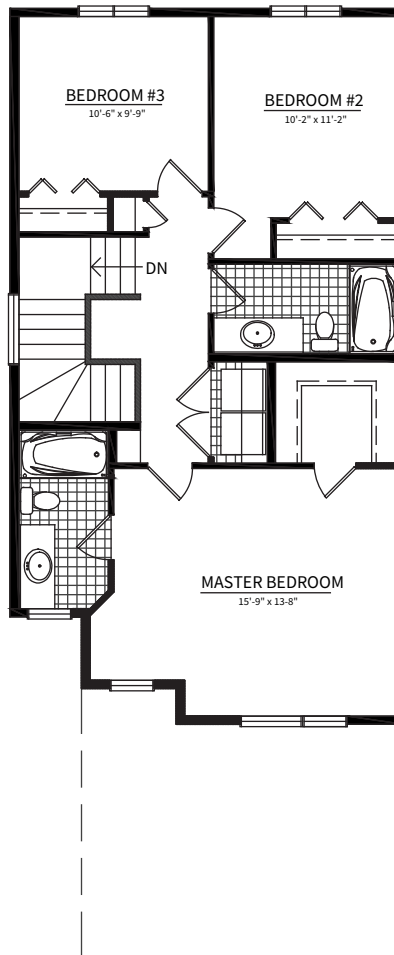 BEDROOM #3
10'-6" x 9'-9"
BEDROOM #2
10'-2" x 11'-2"
DN
MASTER BEDROOM
15'-9" x 13-8"